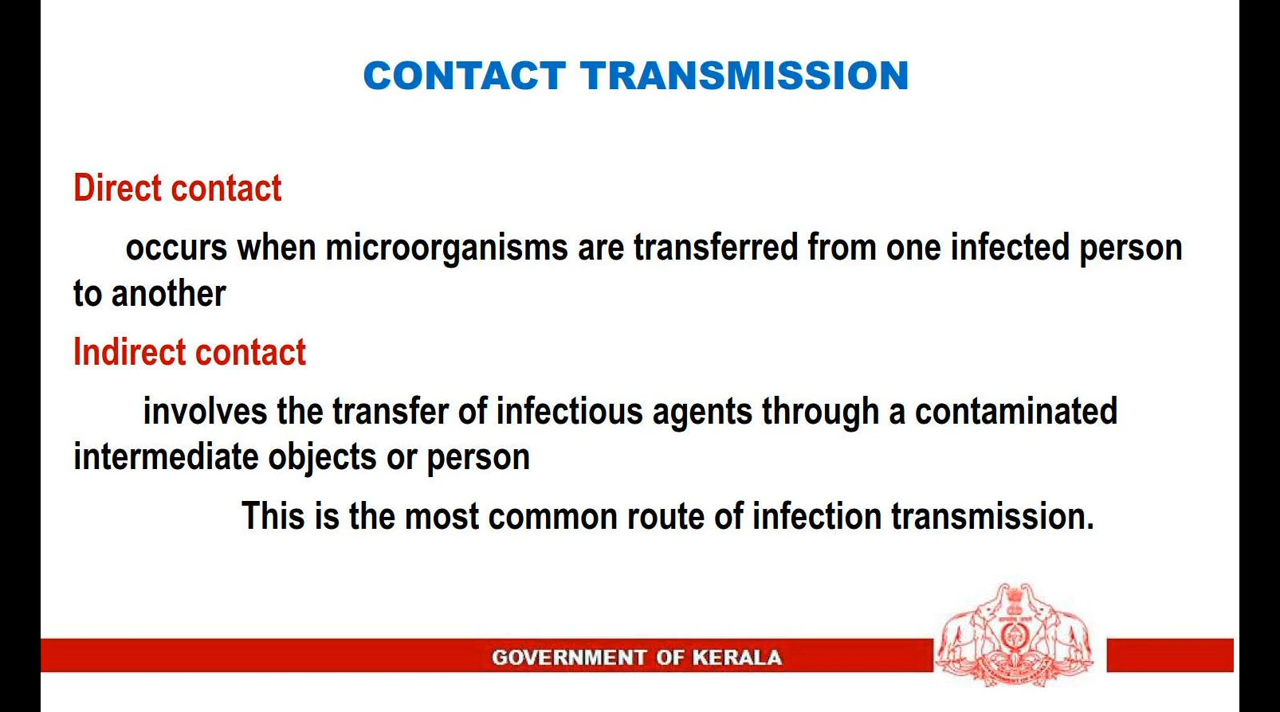 CONTACT TRANSMISSION
Direct contact
occurs when microorganisms are transferred from one infected person
to another
Indirect contact
involves the transfer of infectious agents through a contaminated
intermediate objects or person
This is the most common route of infection transmission.
GOVERNMENT OF KERALA